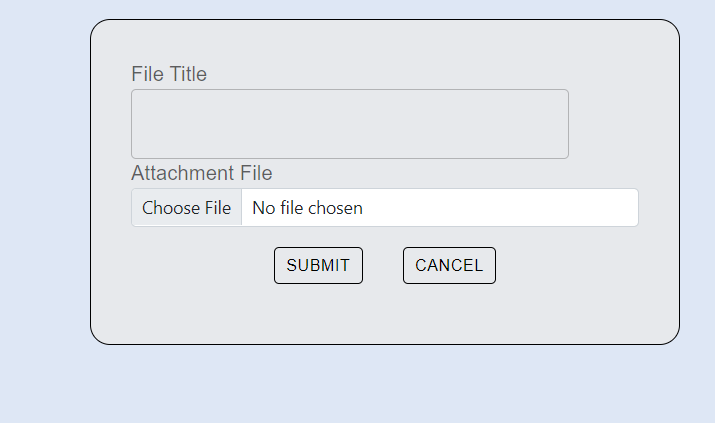 File Title
Attachment File
Choose File No file chosen
SUBMIT CANCEL